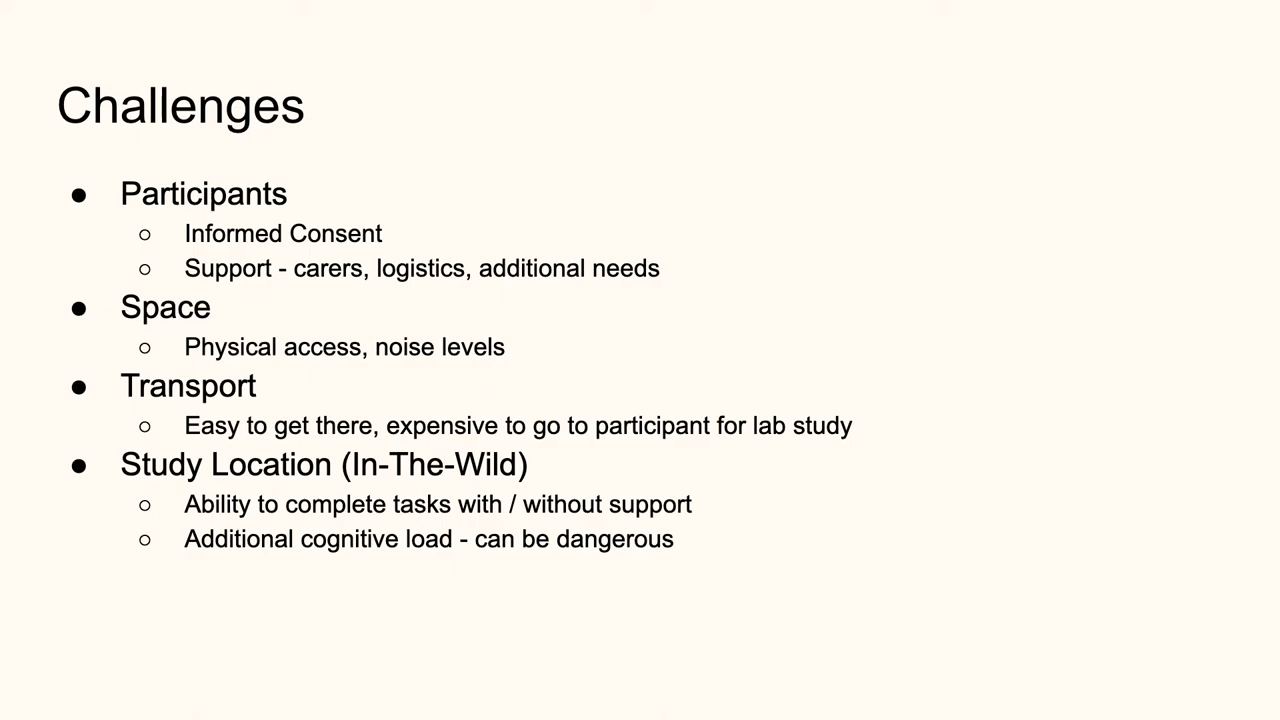 Challenges
● Participants
○ Informed Consent
○ Support - carers, logistics, additional needs
● Space
○ Physical access, noise levels
● Transport
○ Easy to get there, expensive to go to participant for lab study
● Study Location (In-The-Wild)
○ Ability to complete tasks with / without support
○ Additional cognitive load - can be dangerous